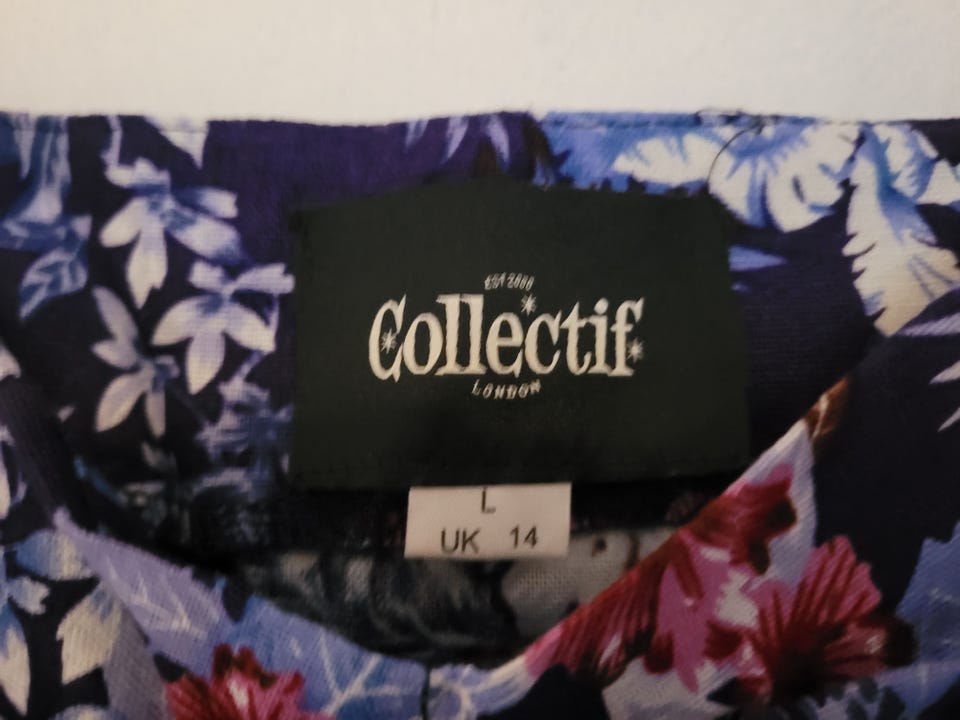 EST 2000
Collectif
LONDON
L
UK 14